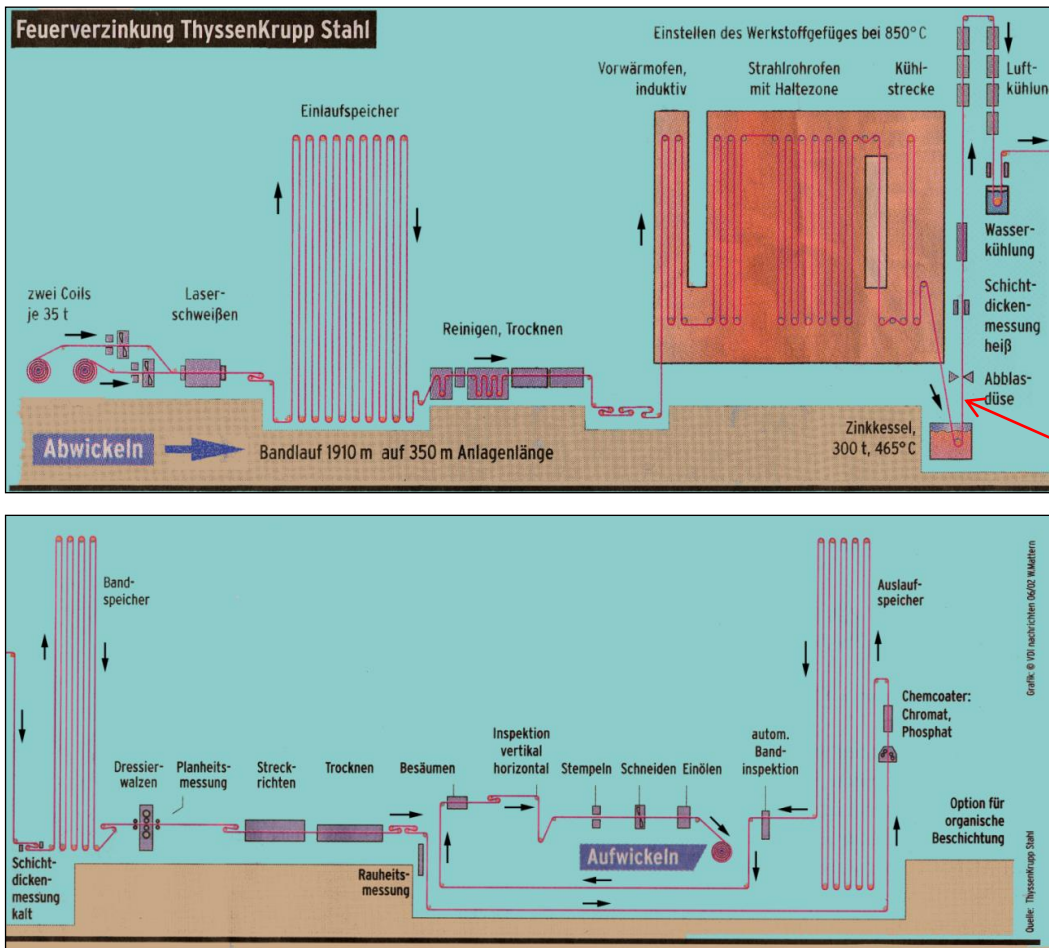 Feuerverzinkung ThyssenKrupp Stahl
Einstellen des Werkstoffgefüges bei 850°C
Vorwärmofen,
induktiv
Strahlrohrofen
mit Haltezone
Kühl-
strecke
Luft-
kühlun
Einlaufspeicher
Wasser-
kühlung
zwei Coils
je 35 t
Laser-
schweißen
Schicht-
dicken-
messung
heiß
Reinigen, Trocknen
Abblas-
düse
Zinkkessel,
300 t, 465°C
Abwickeln
Bandlauf 1910 m auf 350 m Anlagenlänge
Band-
speicher
Auslauf-
speicher
Grafik: © VDI nachrichten 06/02 W.Mattern
Chemcoater:
Chromat,
Phosphat
Dressier-
walzen
Planheits-
messung
Streck-
richten
Trocknen
Besäumen
Inspektion
vertikal
horizontal
Stempeln
Schneiden
Einölen
autom.
Band-
inspektion
Option für
organische
Beschichtung
Aufwickeln
Schicht-
dicken-
messung
kalt
Rauheits-
messung
Quelle: ThyssenKrupp Stahl